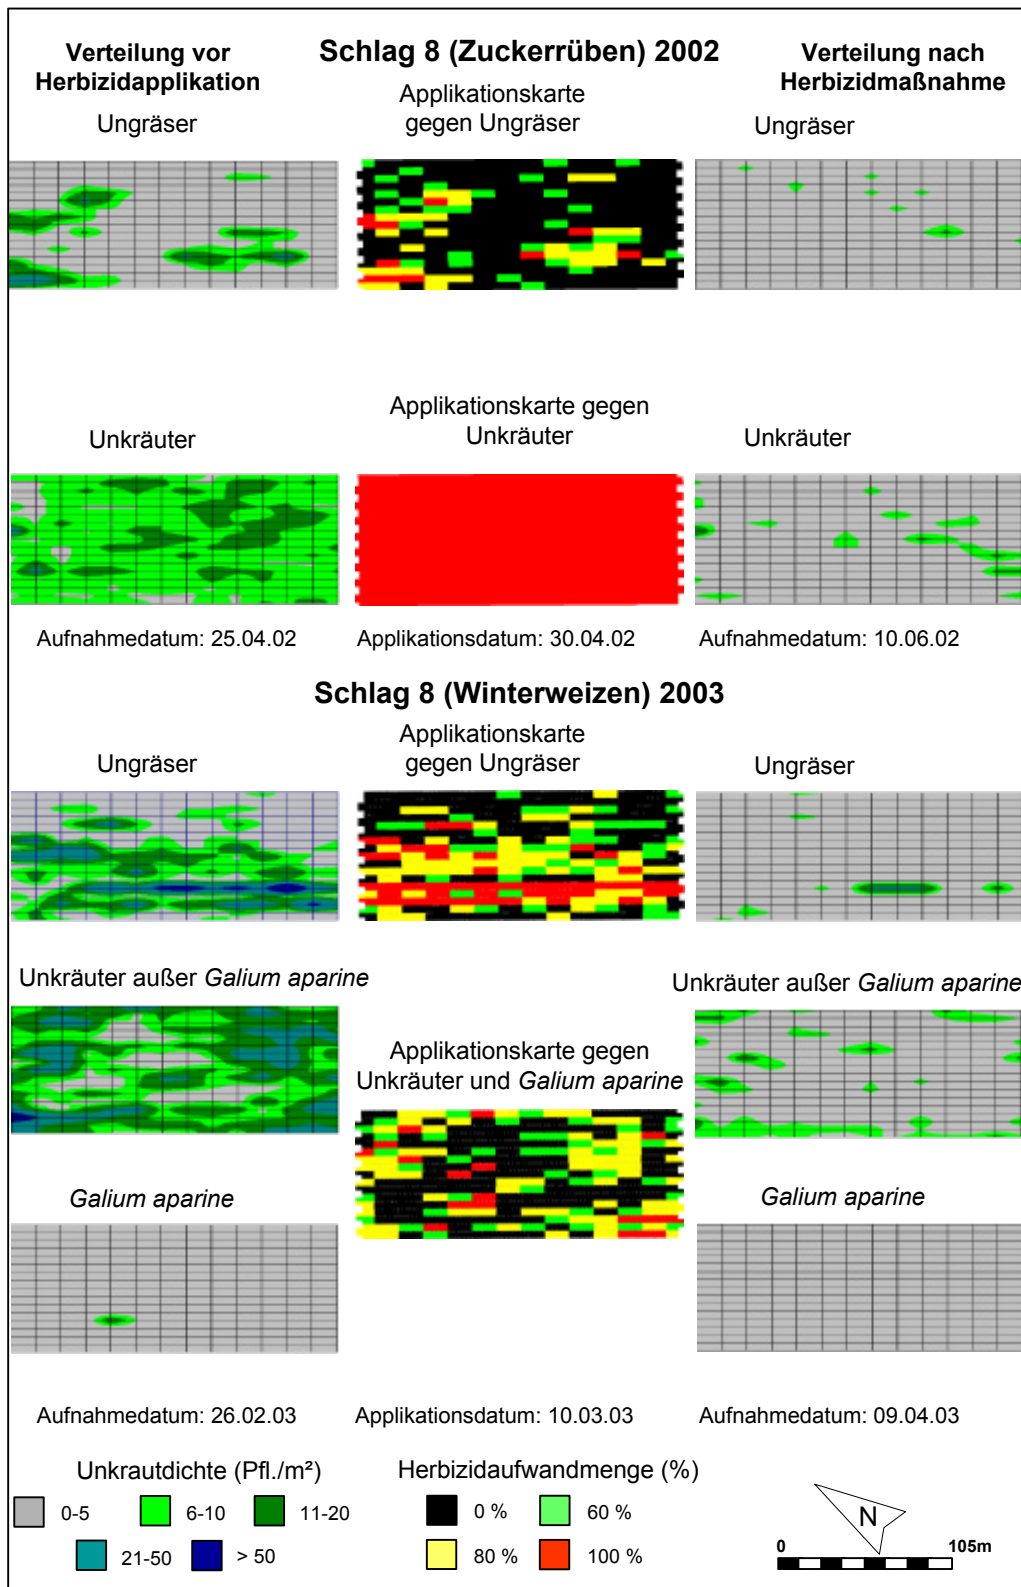 Verteilung vor
Herbizidapplikation
Schlag 8 (Zuckerrüben) 2002
Verteilung nach
Herbizidmaßnahme
Ungräser
Applikationskarte
gegen Ungräser
Ungräser
Unkräuter
Applikationskarte gegen
Unkräuter
Unkräuter
Aufnahmedatum: 25.04.02
Applikationsdatum: 30.04.02
Aufnahmedatum: 10.06.02
Schlag 8 (Winterweizen) 2003
Ungräser
Applikationskarte
gegen Ungräser
Ungräser
Unkräuter außer Galium aparine
Applikationskarte gegen
Unkräuter und Galium aparine
Unkräuter außer Galium aparine
Galium aparine
Galium aparine
Aufnahmedatum: 26.02.03
Applikationsdatum: 10.03.03
Aufnahmedatum: 09.04.03
Unkrautdichte (Pfl./m²)
0-5
6-10
11-20
21-50
> 50
Herbizidaufwandmenge (%)
0 %
60 %
80 %
100 %
N
0
105m